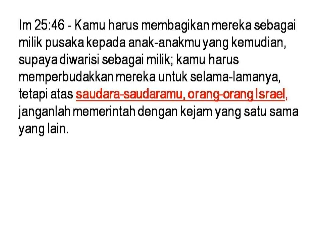 Im 25:46 - Kamu harus membagikan mereka sebagai
milik pusaka kepada anak-anakmu yang kemudian,
supaya diwarisi sebagai milik; kamu harus
memperbudakkan mereka untuk selama-lamanya,
tetapi atas saudara-saudaramu, orang-orang Israel,
janganlah memerintah dengan kejam yang satu sama
yang lain.